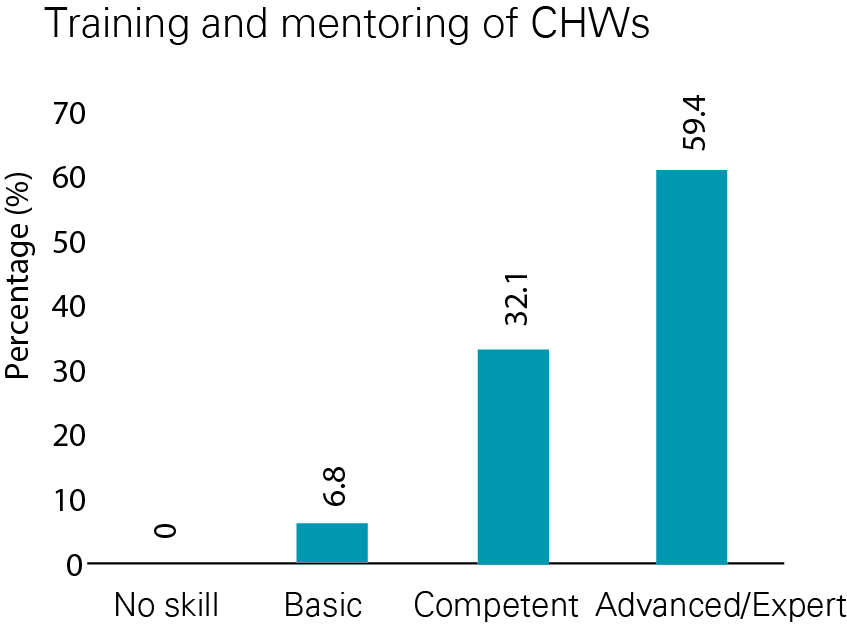 Training and mentoring of CHWs
Percentage (%)
70
60
50
40
30
20
10
0
0
6.8
32.1
59.4
No skill
Basic
Competent
Advanced/Expert